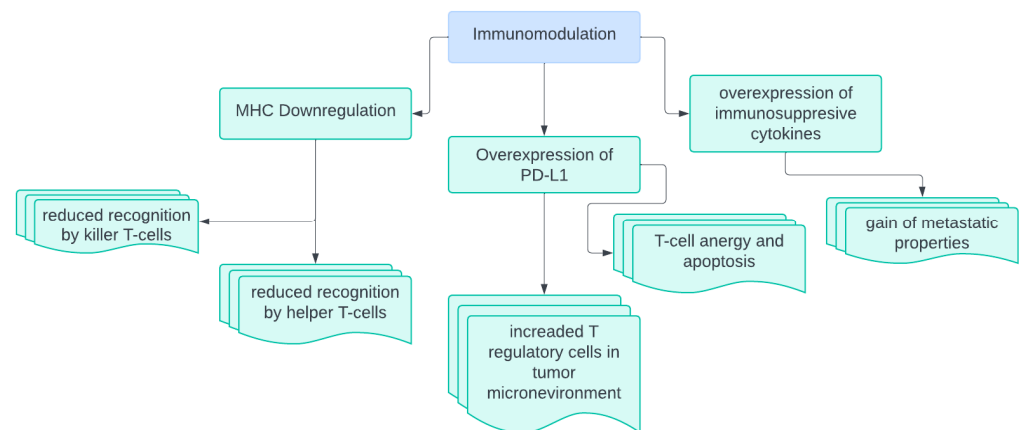 Immunomodulation
MHC Downregulation
overexpression of
immunosuppresive
cytokines
Overexpression of
PD-L1
reduced recognition
by killer T-cells
gain of metastatic
properties
T-cell anergy and
apoptosis
reduced recognition
by helper T-cells
increaded T
regulatory cells in
tumor
micronevironment